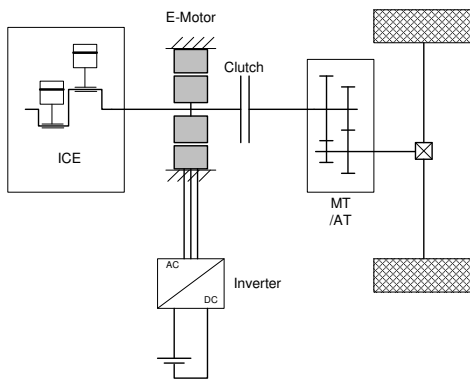 E-Motor
Clutch
ICE
MT
/AT
AC
DC
Inverter